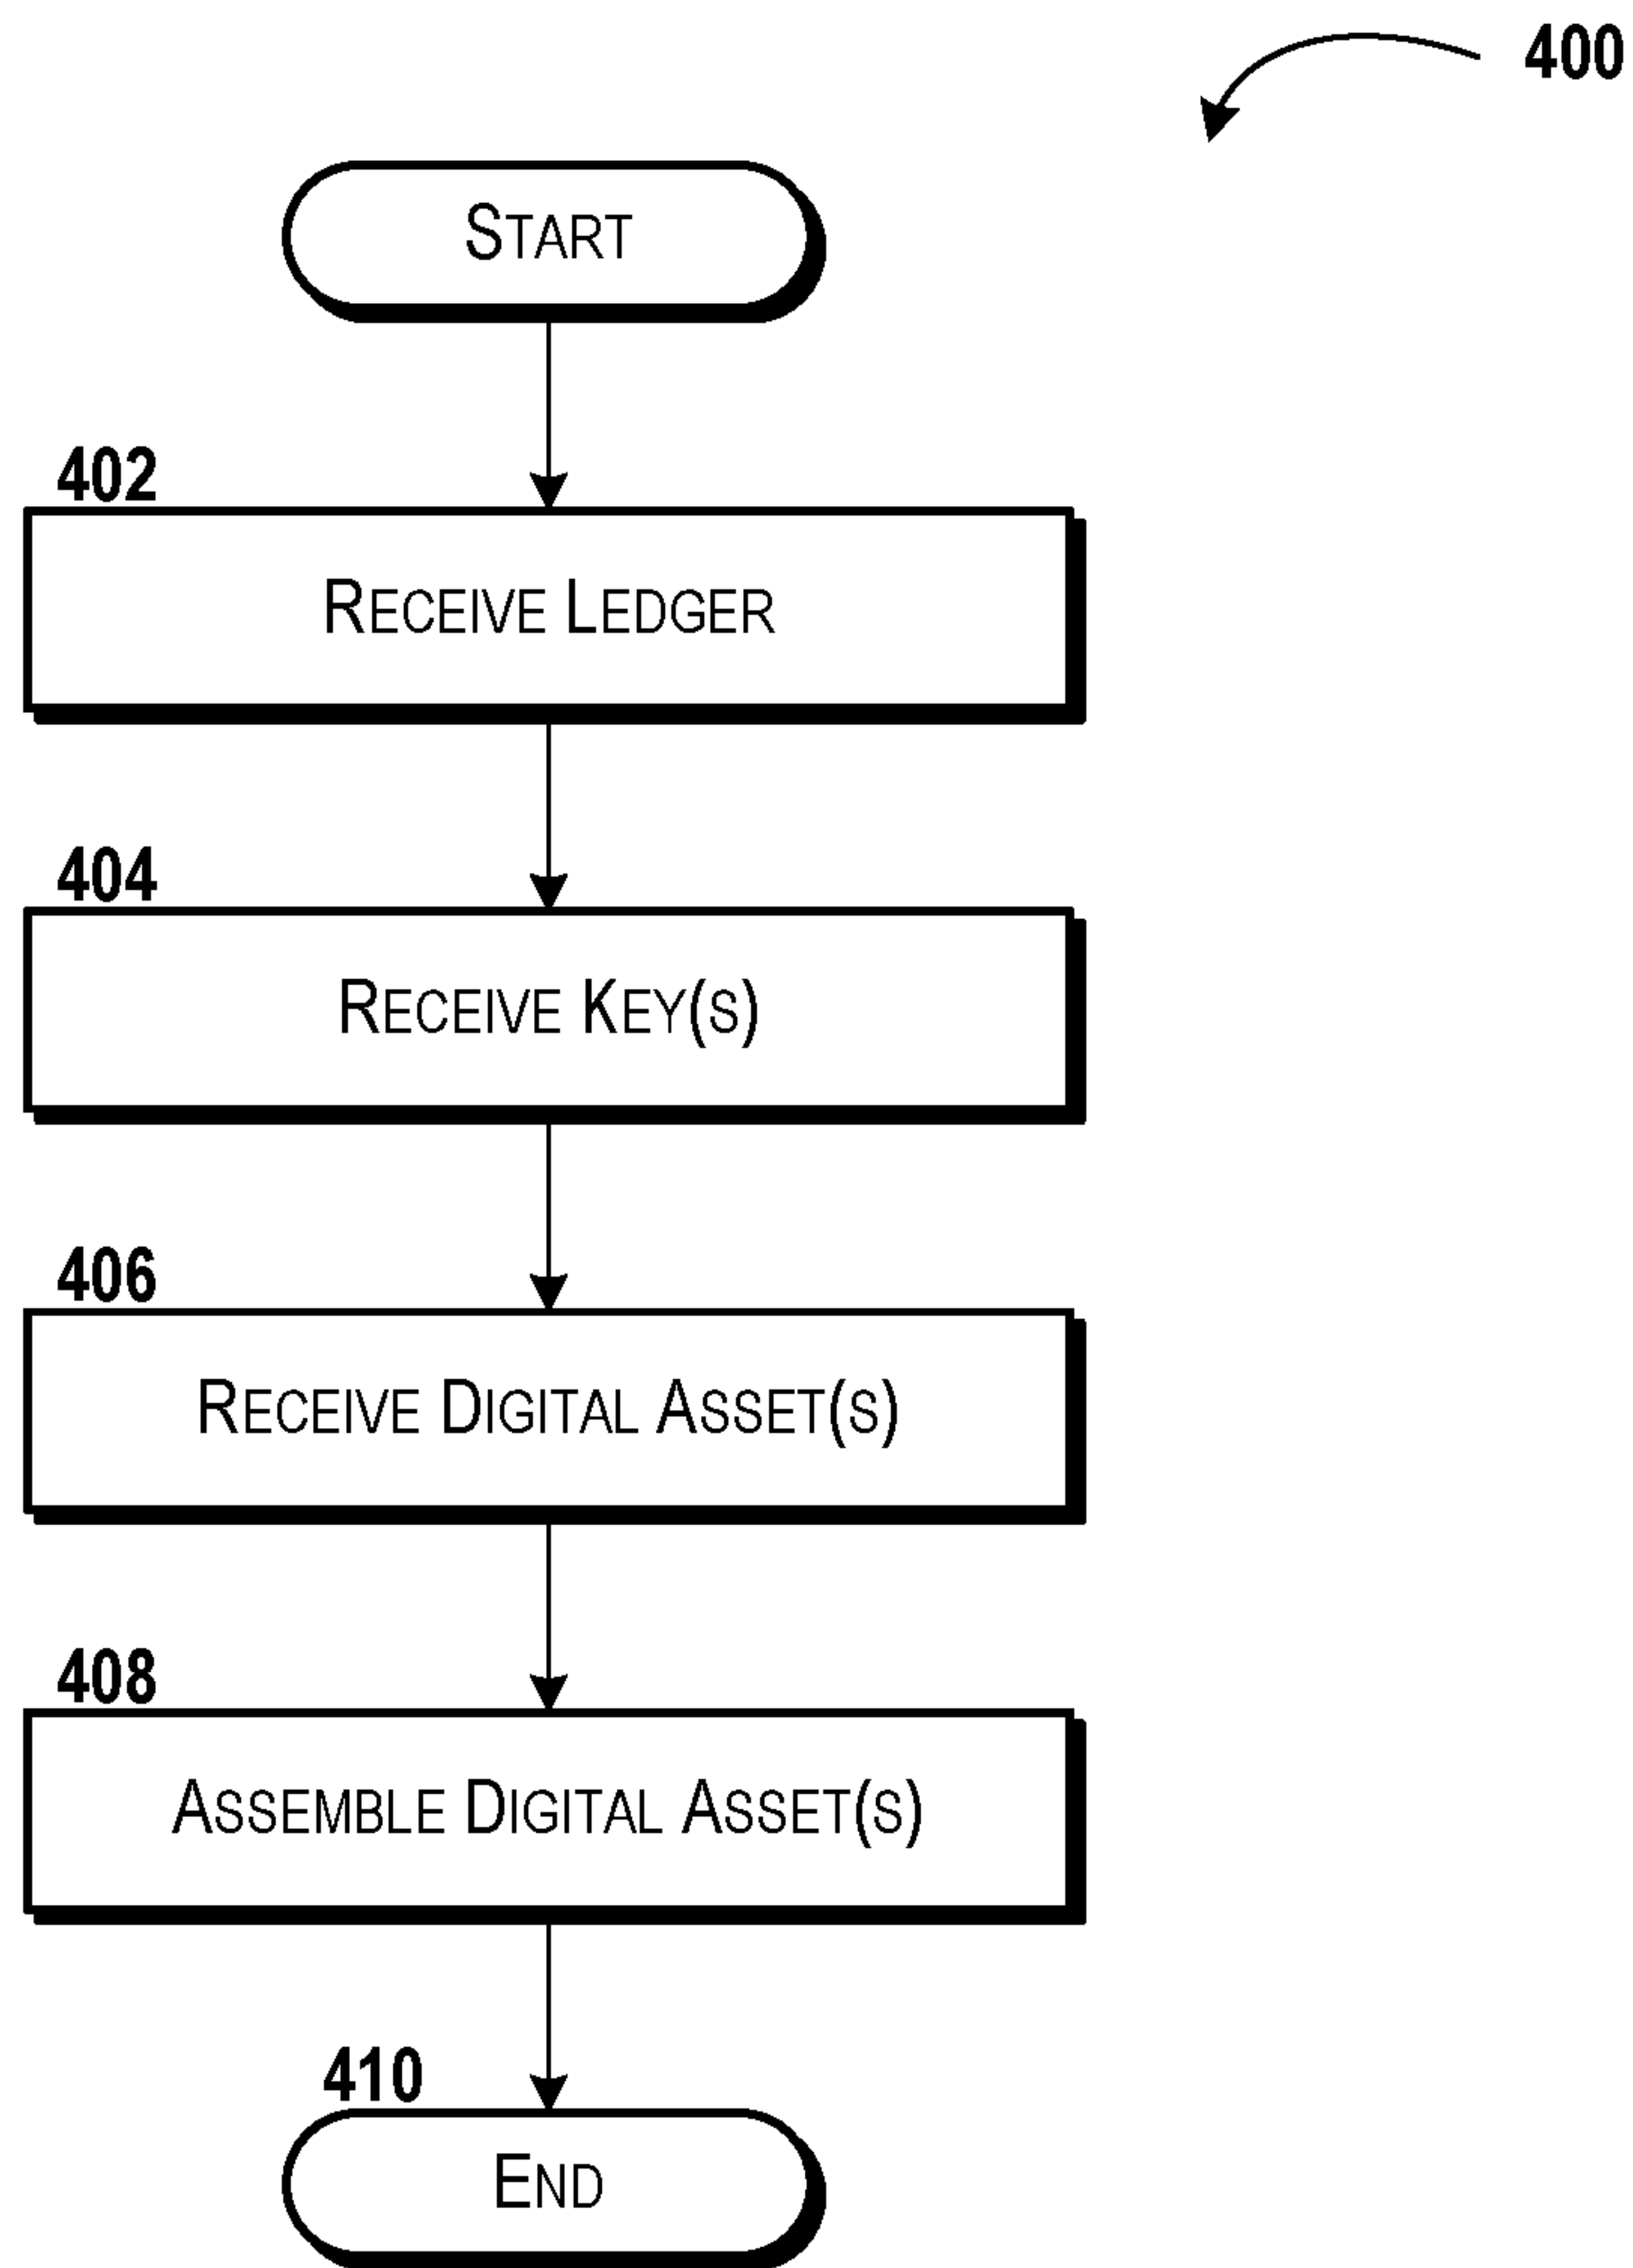 400
START
402
RECEIVE LEDGER
404
RECEIVE KEY(S)
406
RECEIVE DIGITAL ASSET(S)
408
ASSEMBLE DIGITAL ASSET(S)
410
END